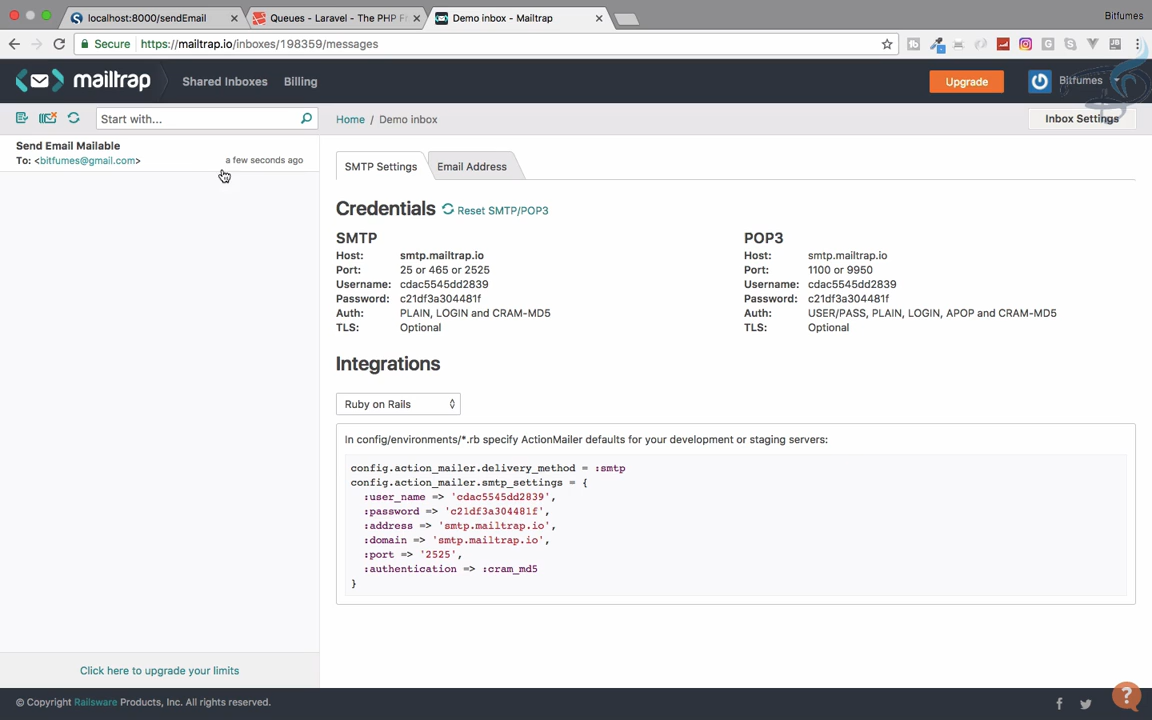 localhost:8000/sendEmail
Queues - Laravel - The PHP F
Demo inbox - Mailtrap
Bitfumes
Secure
https://mailtrap.io/inboxes/198359/messages
mailtrap
Shared Inboxes
Billing
Upgrade
Bitfumes
Start with...
Home / Demo inbox
Inbox Settings
Send Email Mailable
To: <bitfumes@gmail.com>
a few seconds ago
SMTP Settings
Email Address
Credentials
Reset SMTP/POP3
SMTP
Host: smtp.mailtrap.io
Port: 25 or 465 or 2525
Username: cdac5545dd2839
Password: c21df3a304481f
Auth: PLAIN, LOGIN and CRAM-MD5
TLS: Optional
POP3
Host: smtp.mailtrap.io
Port: 1100 or 9950
Username: cdac5545dd2839
Password: c21df3a304481f
Auth: USER/PASS, PLAIN, LOGIN, APOP and CRAM-MD5
TLS: Optional
Integrations
Ruby on Rails
In config/environments/*.rb specify ActionMailer defaults for your development or staging servers:
config.action_mailer.delivery_method = :smtp
config.action_mailer.smtp_settings = {
:user_name => 'cdac5545dd2839',
:password => 'c21df3a304481f',
:address => 'smtp.mailtrap.io',
:domain => 'smtp.mailtrap.io',
:port => '2525',
:authentication => :cram_md5
}
Click here to upgrade your limits
© Copyright Railsware Products, Inc. All rights reserved.
?